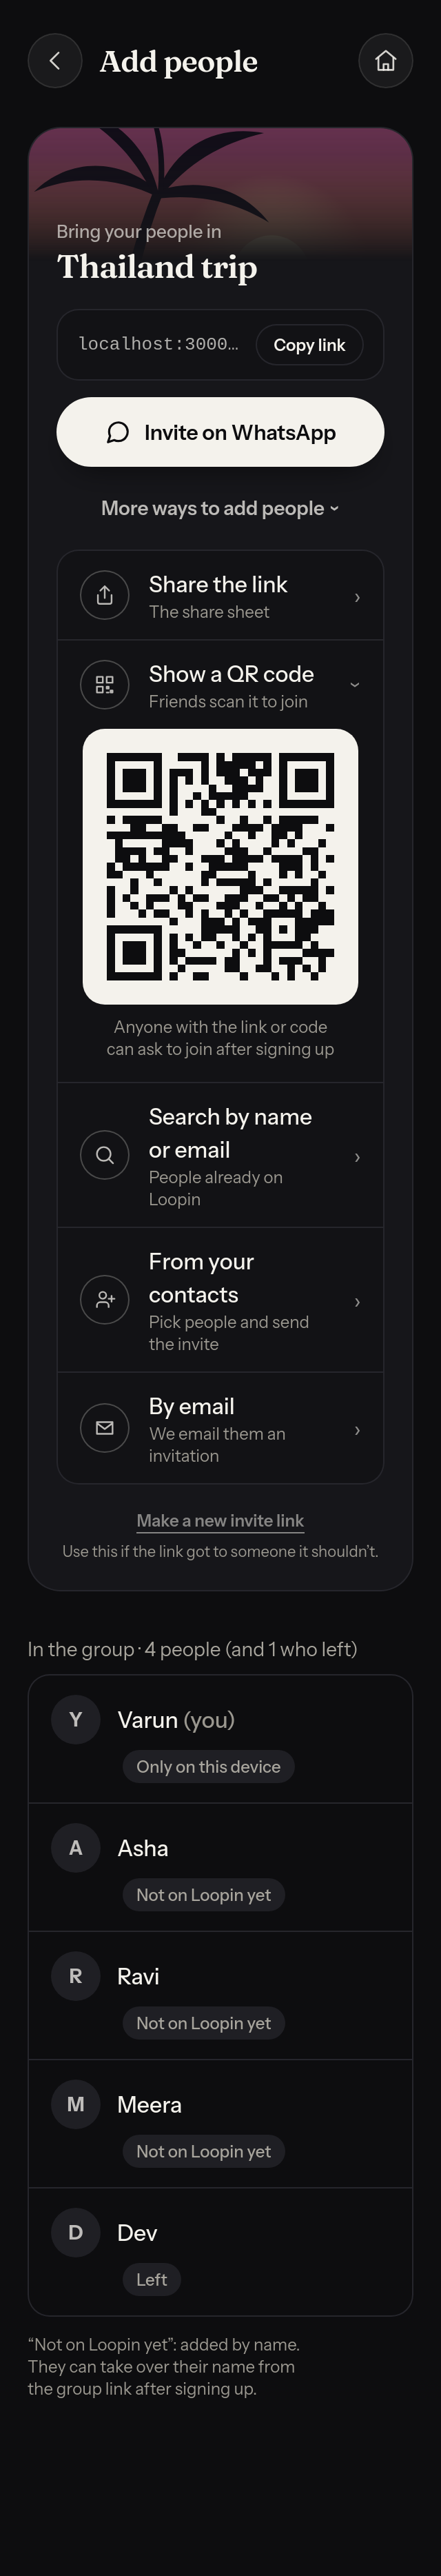 Add people
Bring your people in
Thailand trip
localhost:3000…
Copy link
Invite on WhatsApp
More ways to add people
Share the link
The share sheet
Show a QR code
Friends scan it to join
Anyone with the link or code
can ask to join after signing up
Search by name
or email
People already on
Loopin
From your
contacts
Pick people and send
the invite
By email
We email them an
invitation
Make a new invite link
Use this if the link got to someone it shouldn’t.
In the group · 4 people (and 1 who left)
Y
Varun (you)
Only on this device
A
Asha
Not on Loopin yet
R
Ravi
Not on Loopin yet
M
Meera
Not on Loopin yet
D
Dev
Left
“Not on Loopin yet”: added by name.
They can take over their name from
the group link after signing up.